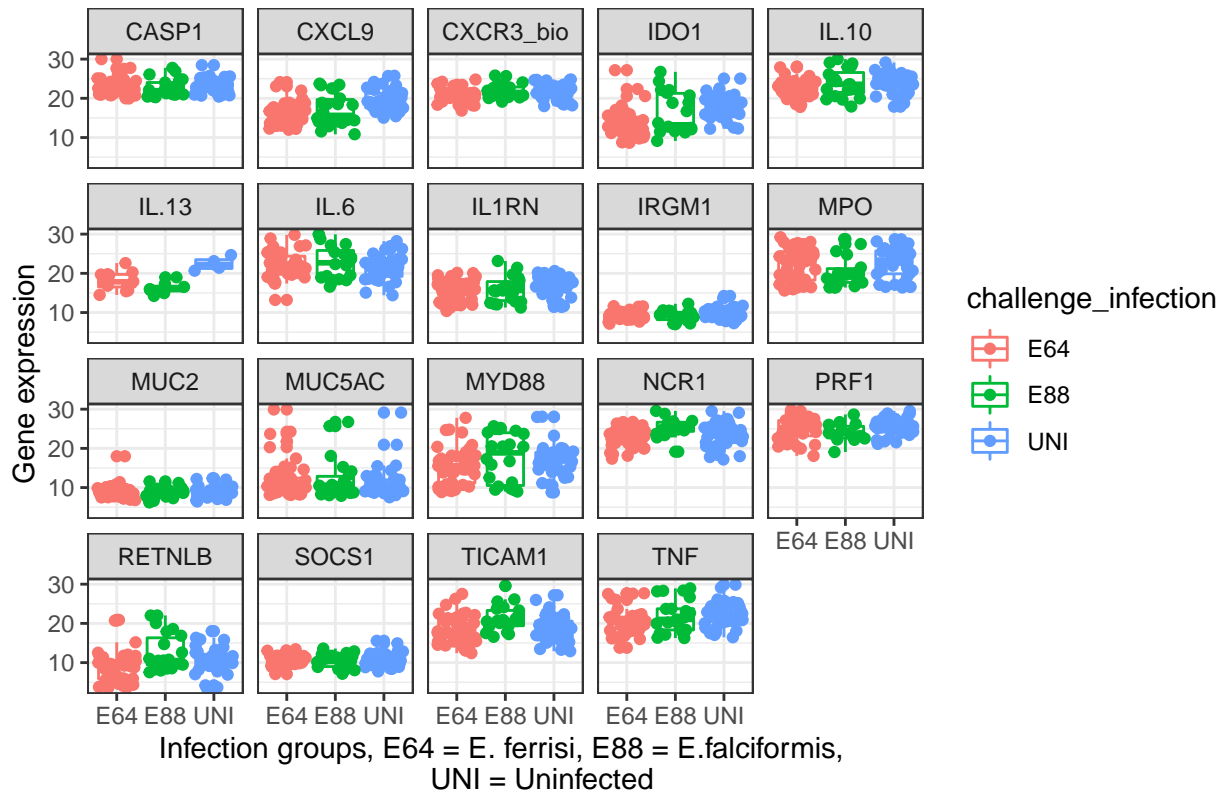 CASP1 CXCL9 CXCR3_bio IDO1 IL.10
30
20
10
IL.13 IL.6 IL1RN IRGM1 MPO
30
20
10
MUC2 MUC5AC MYD88 NCR1 PRF1
30
20
10
E64 E88 UNI
RETNLB SOCS1 TICAM1 TNF
30
20
10
E64 E88 UNI E64 E88 UNI E64 E88 UNI E64 E88 UNI
Gene expression
Infection groups, E64 = E. ferrisi, E88 = E.falciformis,
UNI = Uninfected
challenge_infection
E64
E88
UNI